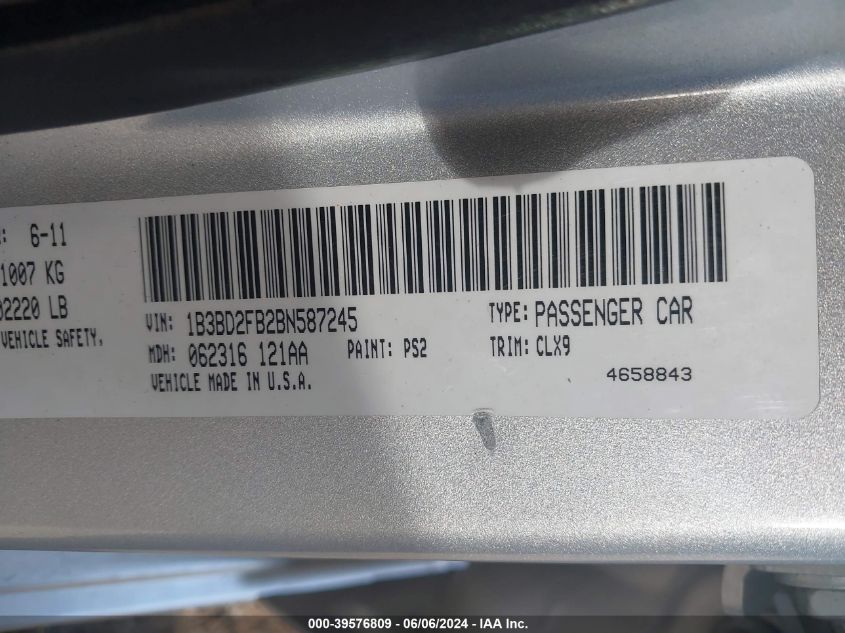 6-11
1007 KG
02220 LB
VEHICLE SAFETY.
VIN: 1B3BD2FB2BN587245 TYPE: PASSENGER CAR
MDH: 062316 121AA PAINT: PS2 TRIM: CLX9
VEHICLE MADE IN U.S.A. 4658843
000-39576809 - 06/06/2024 - IAA Inc.